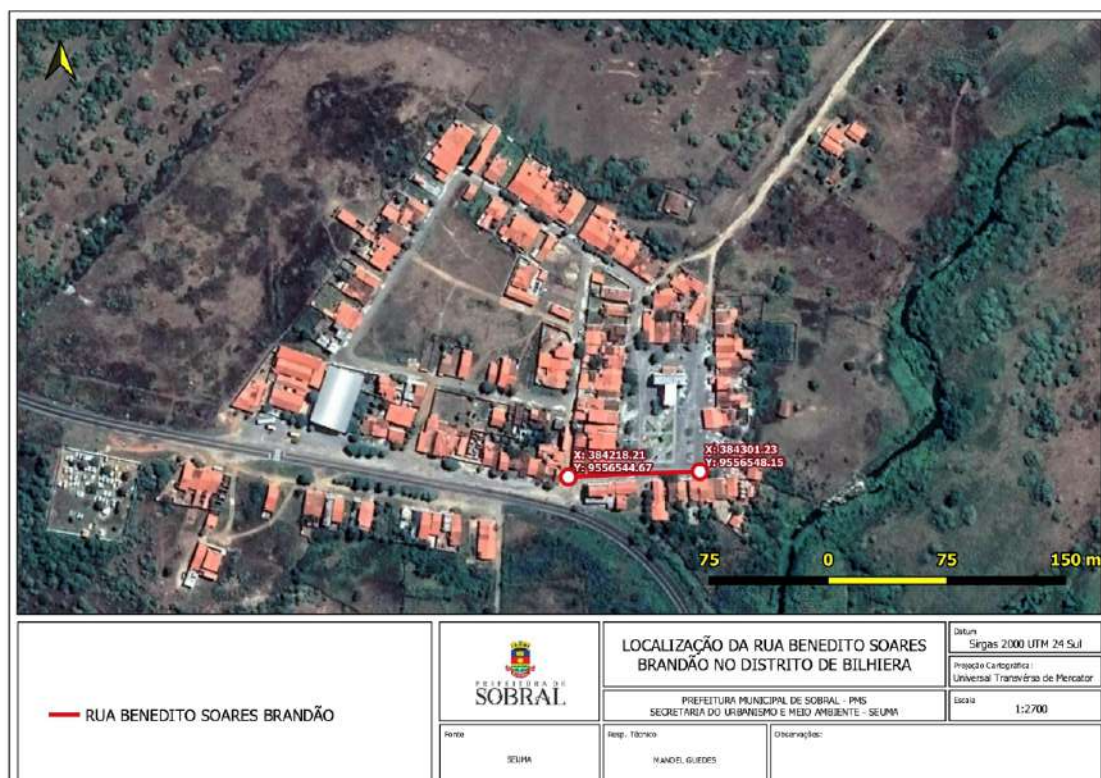 X: 384218.21
Y: 9556544.67
X: 384301.23
Y: 9556548.15
75 0 75 150 m
RUA BENEDITO SOARES BRANDÃO
PREFEITURA DE
SOBRAL
LOCALIZAÇÃO DA RUA BENEDITO SOARES
BRANDÃO NO DISTRITO DE BILHIERA
PREFEITURA MUNICIPAL DE SOBRAL - PMS
SECRETARIA DO URBANISMO E MEIO AMBIENTE - SEUMA
Datum
Sirgas 2000 UTM 24 Sul
Projeção Cartográfica:
Universal Transvérsa de Mercator
Escala
1:2700
Fonte
SEUMA
Resp. Técnico
MANOEL GUEDES
Observações: